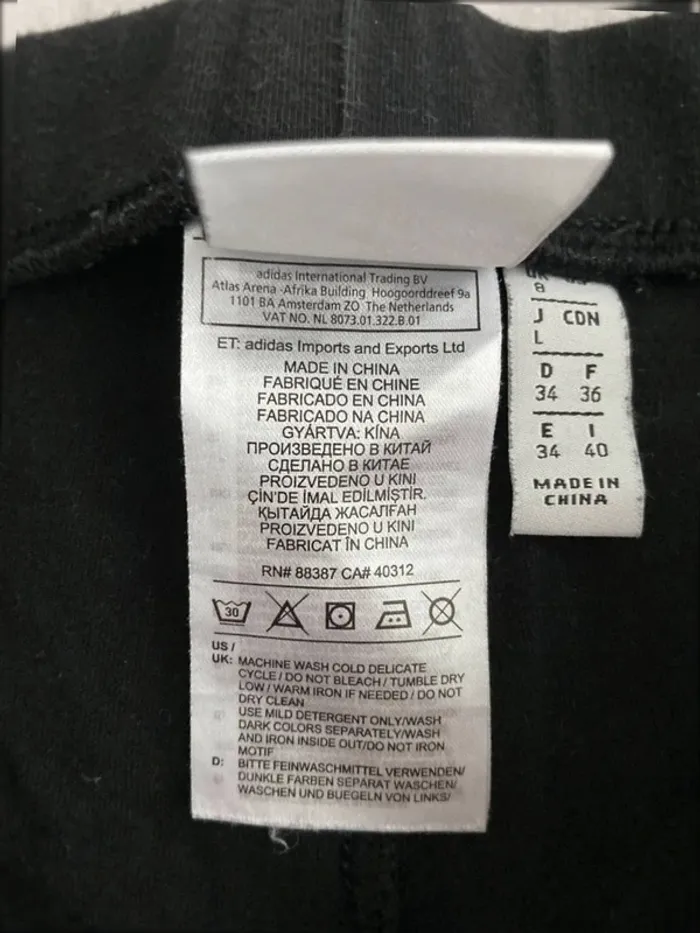 adidas International Trading BV
Atlas Arena -Afrika Building Hoogoorddreef 9a
1101 BA Amsterdam ZO The Netherlands
VAT NO. NL 8073.01.322.B.01
ET: adidas Imports and Exports Ltd
MADE IN CHINA
FABRIQUÉ EN CHINE
FABRICADO EN CHINA
FABRICADO NA CHINA
GYÁRTVA: KÍNA
ПРОИЗВЕДЕНО В КИТАЙ
СДЕЛАНО В КИТАЕ
PROIZVEDENO U KINI
ÇİN'DE İMAL EDİLMİŞTİR.
ҚЫТАЙДА ЖАСАЛҒАН
PROIZVEDENO U KINI
FABRICAT ÎN CHINA
RN# 88387 CA# 40312
30
US /
UK: MACHINE WASH COLD DELICATE
CYCLE / DO NOT BLEACH / TUMBLE DRY
LOW / WARM IRON IF NEEDED / DO NOT
DRY CLEAN
USE MILD DETERGENT ONLY/WASH
DARK COLORS SEPARATELY/WASH
AND IRON INSIDE OUT/DO NOT IRON
MOTIF
D: BITTE FEINWASCHMITTEL VERWENDEN/
DUNKLE FARBEN SEPARAT WASCHEN/
WASCHEN UND BUEGELN VON LINKS/
UK
8
J CDN
L
D F
34 36
E I
34 40
MADE IN
CHINA